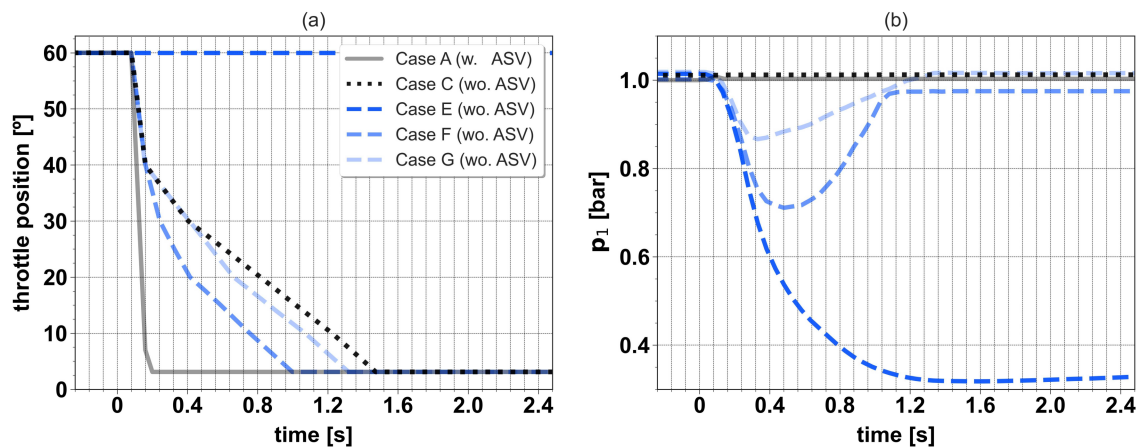 (a)
throttle position [º]
60
50
40
30
20
10
0
0
0.4
0.8
1.2
1.6
2.0
2.4
time [s]
Case A (w. ASV)
Case C (wo. ASV)
Case E (wo. ASV)
Case F (wo. ASV)
Case G (wo. ASV)
(b)
p₁ [bar]
1.0
0.8
0.6
0.4
0
0.4
0.8
1.2
1.6
2.0
2.4
time [s]